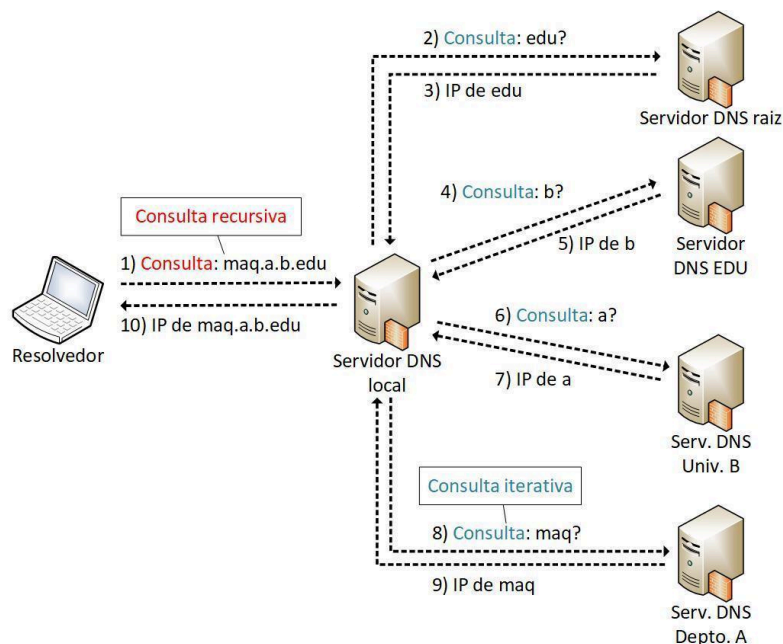 2) Consulta: edu?
3) IP de edu
Servidor DNS raiz
4) Consulta: b?
5) IP de b
Servidor
DNS EDU
Consulta recursiva
1) Consulta: maq.a.b.edu
10) IP de maq.a.b.edu
Resolvedor
Servidor DNS
local
6) Consulta: a?
7) IP de a
Serv. DNS
Univ. B
Consulta iterativa
8) Consulta: maq?
9) IP de maq
Serv. DNS
Depto. A